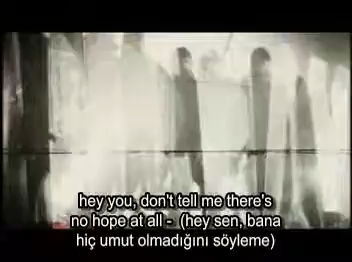 hey you, don't tell me there's
no hope at all -  (hey sen, bana
hiç umut olmadığını söyleme)